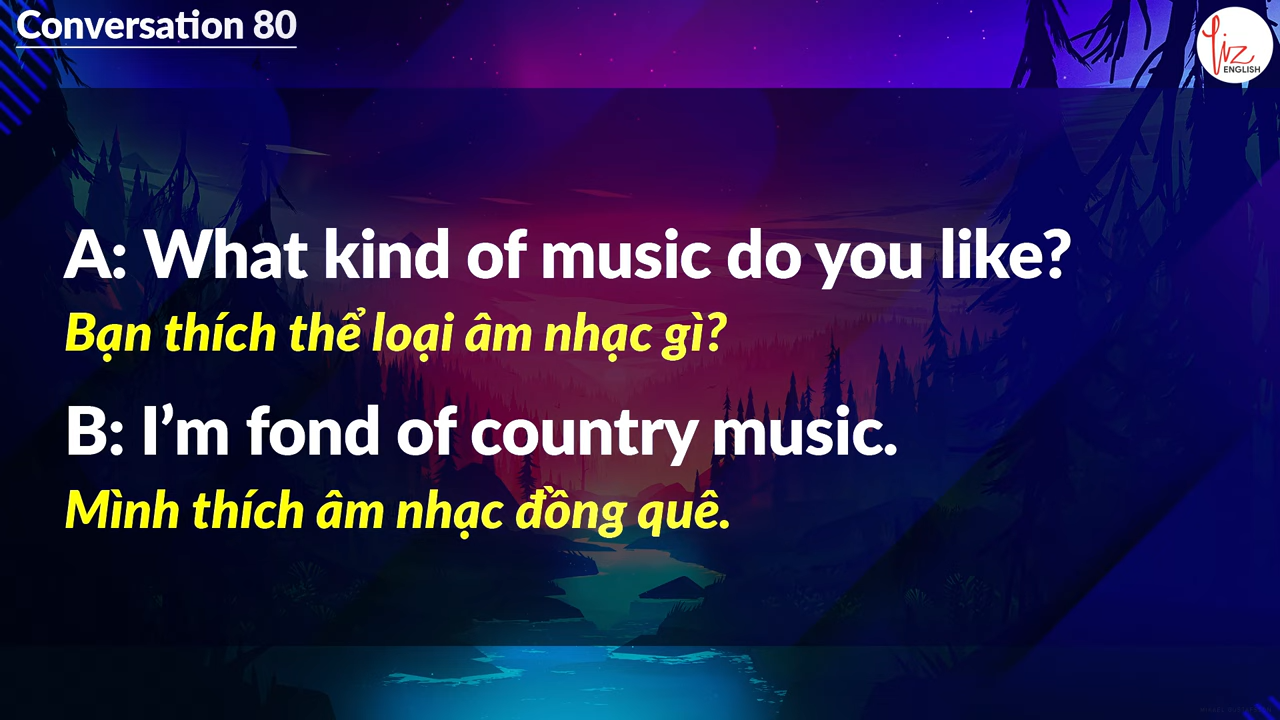 Conversation 80
Liz
ENGLISH
A: What kind of music do you like?
Bạn thích thể loại âm nhạc gì?
B: I’m fond of country music.
Mình thích âm nhạc đồng quê.